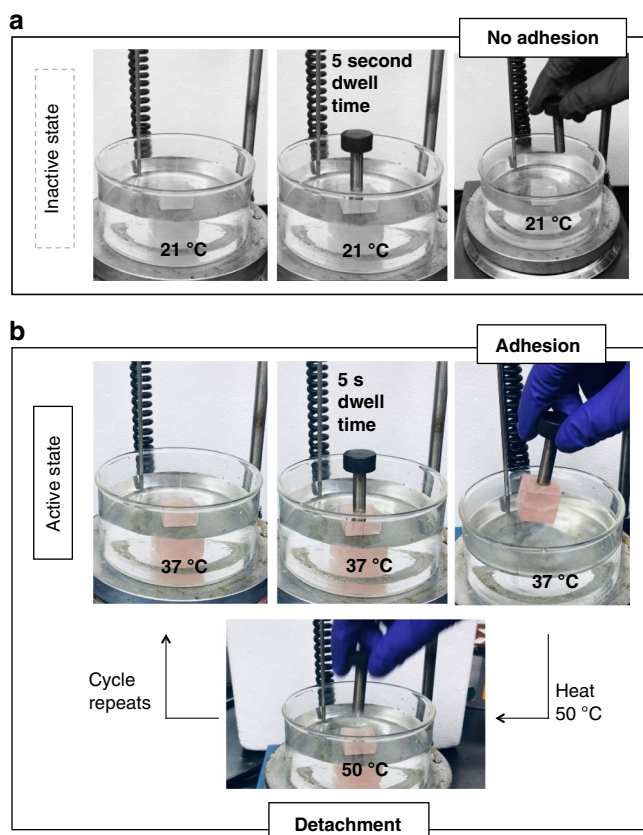 a
No adhesion
Inactive state
5 second
dwell
time
21 °C
21 °C
21 °C
b
Adhesion
Active state
5 s
dwell
time
37 °C
37 °C
37 °C
Cycle
repeats
Heat
50 °C
50 °C
Detachment